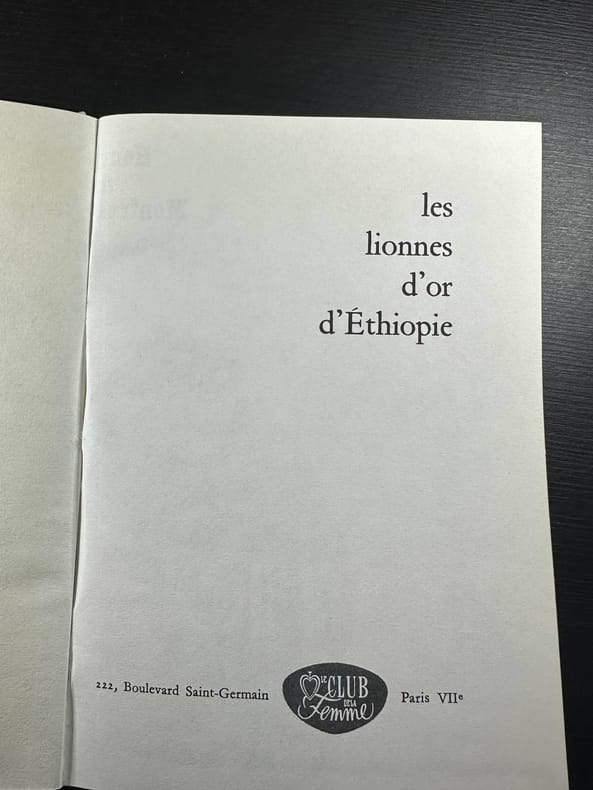 les
lionnes
d'or
d'Éthiopie
222, Boulevard Saint-Germain
LE CLUB
DE LA
Femme
Paris VIIe